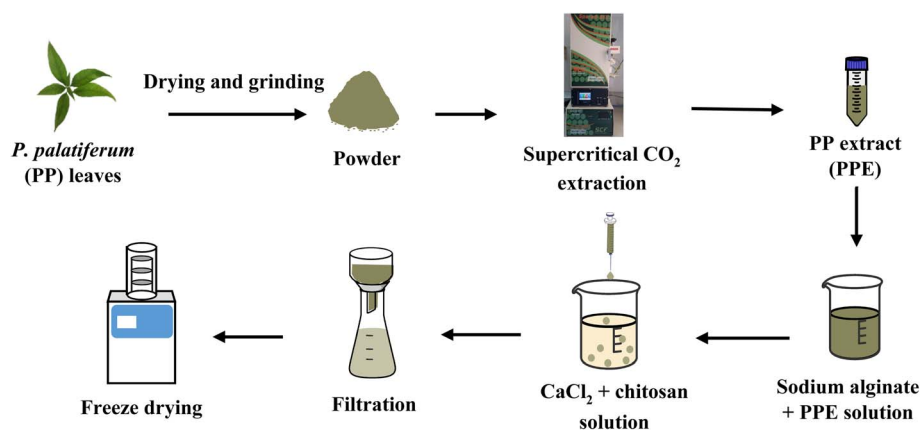 Drying and grinding
P. palatiferum
(PP) leaves
Powder
Supercritical CO₂
extraction
PP extract
(PPE)
Sodium alginate
+ PPE solution
CaCl₂ + chitosan
solution
Filtration
Freeze drying